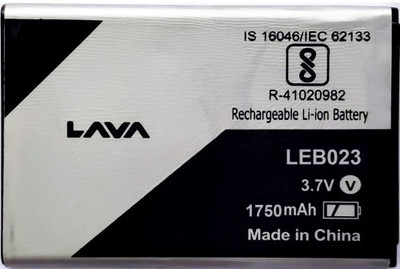 IS 16046/IEC 62133
R-41020982
Rechargeable Li-ion Battery
LAVA
LEB023
3.7V V
1750mAh
Made in China